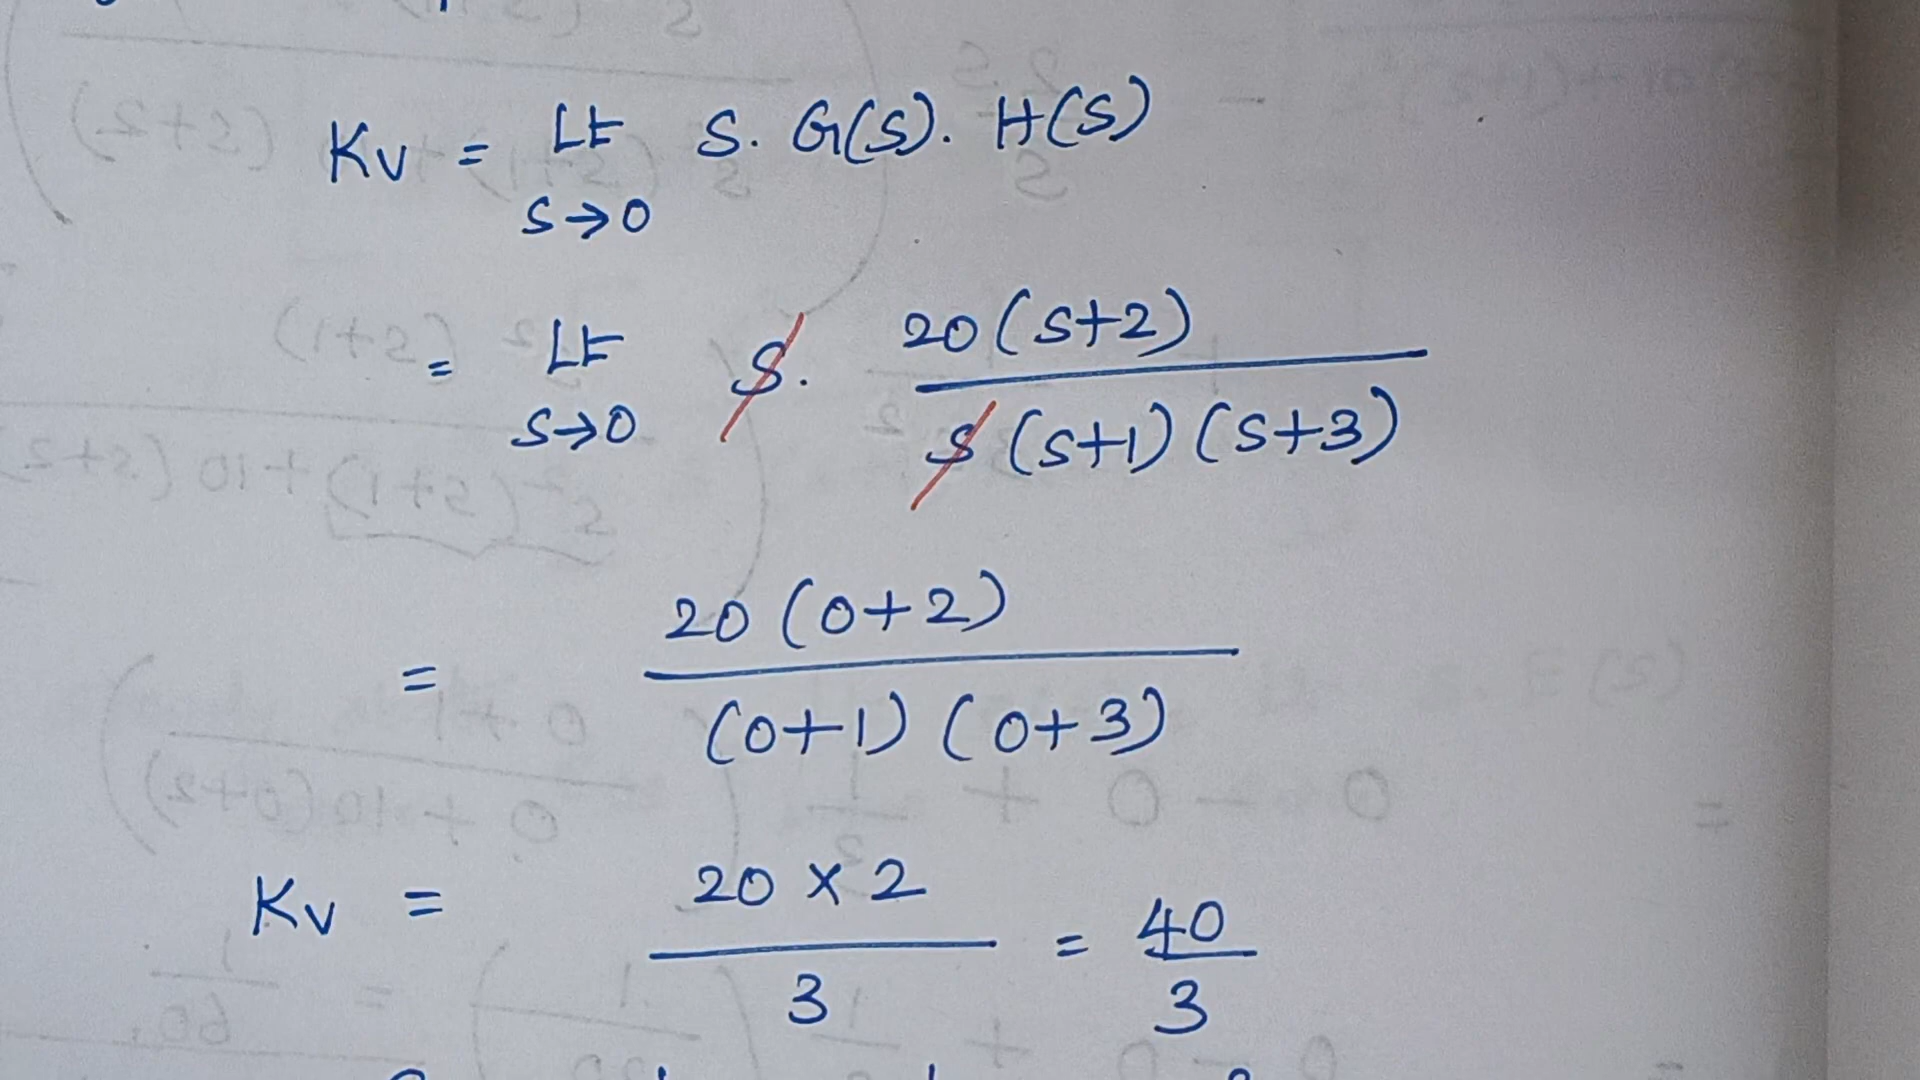 Kv = Lt S. G(S). H(S)
S→0
= Lt S. 20(S+2)
S→0 S(S+1)(S+3)
= 20(0+2)
(0+1)(0+3)
Kv = 20 × 2 = 40
3 3